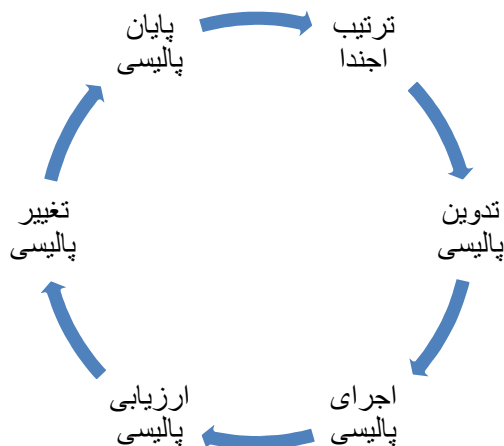 ترتیب
اجندا
تدوین
پالیسی
اجرای
پالیسی
ارزیابی
پالیسی
تغییر
پالیسی
پایان
پالیسی